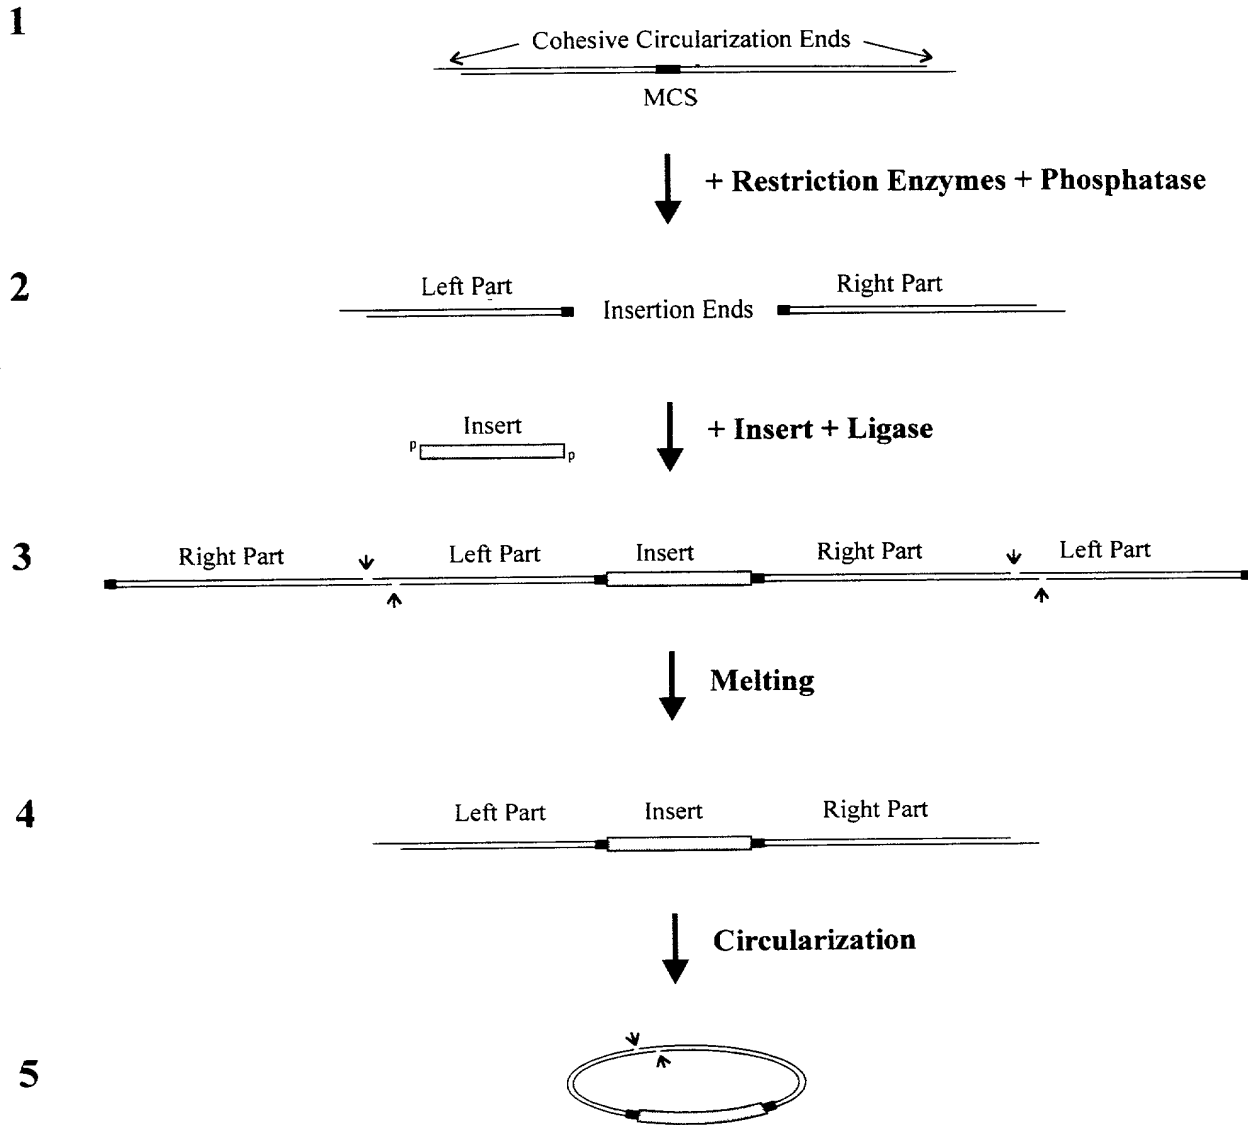 1
Cohesive Circularization Ends
MCS
+ Restriction Enzymes + Phosphatase
2
Left Part
Right Part
Insertion Ends
Insert
p
p
+ Insert + Ligase
3
Right Part
Left Part
Insert
Right Part
Left Part
Melting
4
Left Part
Insert
Right Part
Circularization
5